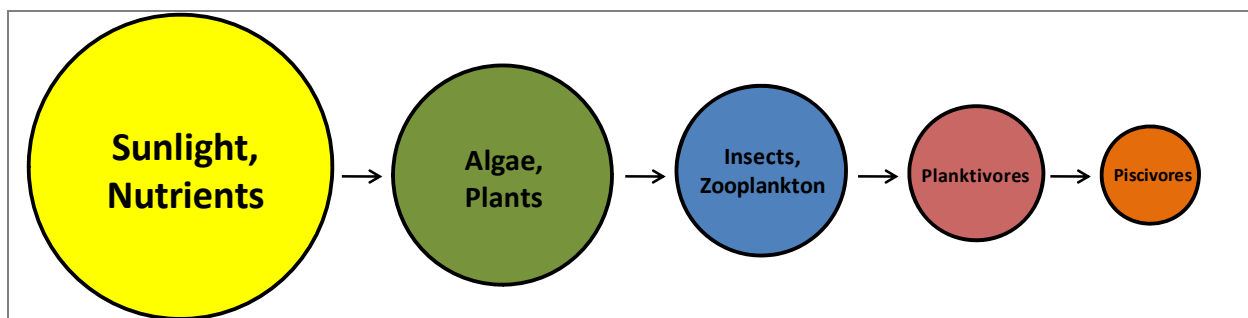 Sunlight,
Nutrients
Algae,
Plants
Insects,
Zooplankton
Planktivores
Piscivores